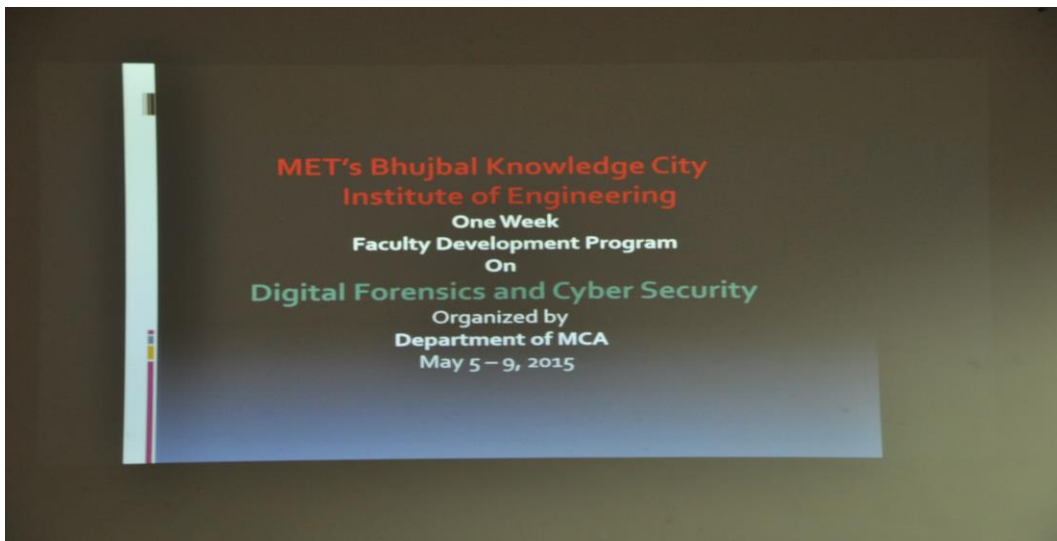 MET's Bhujbal Knowledge City
Institute of Engineering
One Week
Faculty Development Program
On
Digital Forensics and Cyber Security
Organized by
Department of MCA
May 5 – 9, 2015